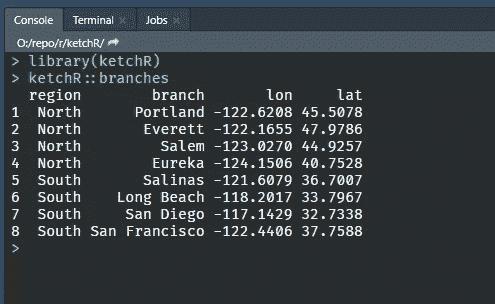 Console Terminal × Jobs ×
O:/repo/r/ketchR/
> library(ketchR)
> ketchR::branches
region branch lon lat
1 North Portland -122.6208 45.5078
2 North Everett -122.1655 47.9786
3 North Salem -123.0270 44.9257
4 North Eureka -124.1506 40.7528
5 South Salinas -121.6079 36.7007
6 South Long Beach -118.2017 33.7967
7 South San Diego -117.1429 32.7338
8 South San Francisco -122.4406 37.7588
>